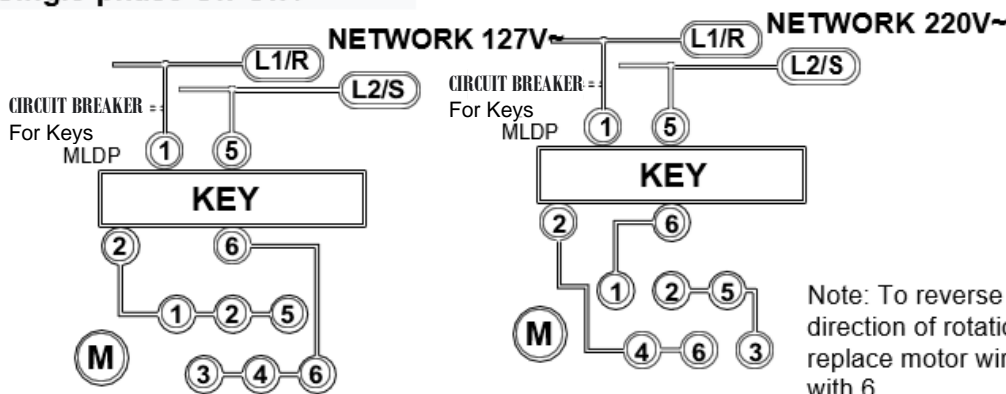 NETWORK 127V~
L1/R
L2/S
CIRCUIT BREAKER
For Keys
MLDP
1
5
KEY
2
6
1
2
5
M
3
4
6
NETWORK 220V~
L1/R
L2/S
CIRCUIT BREAKER
For Keys
MLDP
1
5
KEY
2
6
1
2
5
M
4
6
3
Note: To reverse
direction of rotatio
replace motor wir
with 6